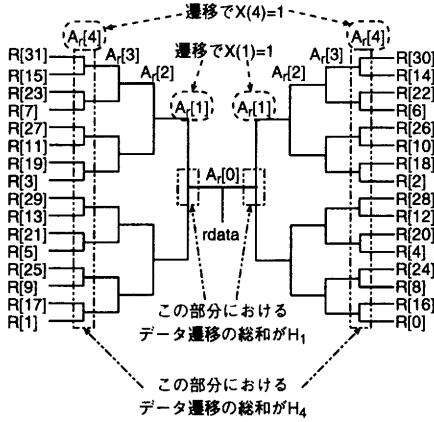 遷移でX(4)=1
Ar[4] Ar[4]
遷移でX(1)=1
Ar[3] Ar[3]
Ar[2] Ar[2]
Ar[1] Ar[1]
Ar[0]
rdata
R[31] R[30]
R[15] R[14]
R[23] R[22]
R[7] R[6]
R[27] R[26]
R[11] R[10]
R[19] R[18]
R[3] R[2]
R[29] R[28]
R[13] R[12]
R[21] R[20]
R[5] R[4]
R[25] R[24]
R[9] R[8]
R[17] R[16]
R[1] R[0]
この部分における
データ遷移の総和がH1
この部分における
データ遷移の総和がH4